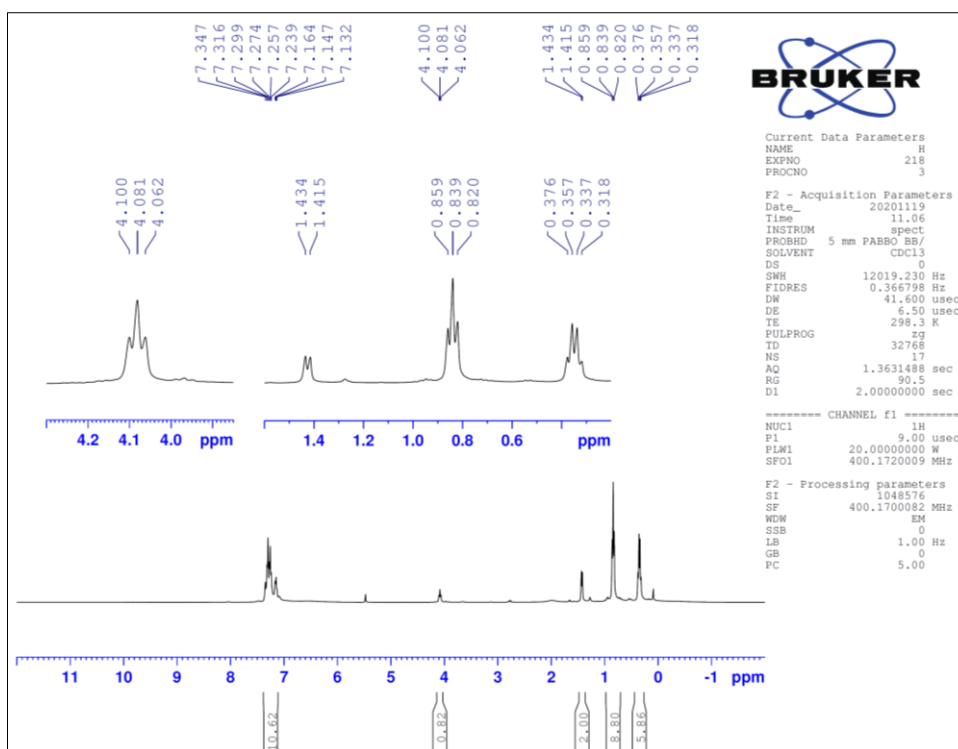 7.347
7.316
7.299
7.274
7.257
7.239
7.164
7.147
7.132
4.100
4.081
4.062
1.434
1.415
0.859
0.839
0.820
0.376
0.357
0.337
0.318
BRUKER
Current Data Parameters
NAME H
EXPNO 218
PROCNO 3
F2 - Acquisition Parameters
Date_ 20201119
Time 11.06
INSTRUM spect
PROBHD 5 mm PABBO BB/
SOLVENT CDCl3
DS 0
SWH 12019.230 Hz
FIDRES 0.366798 Hz
DW 41.600 usec
DE 6.50 usec
TE 298.3 K
PULPROG zg
TD 32768
NS 17
AQ 1.3631488 sec
RG 90.5
D1 2.00000000 sec
======== CHANNEL f1 ========
NUC1 1H
P1 9.00 usec
PLW1 20.00000000 W
SFO1 400.1720009 MHz
F2 - Processing parameters
SI 1048576
SF 400.1700082 MHz
WDW EM
SSB 0
LB 1.00 Hz
GB 0
PC 5.00
4.100
4.081
4.062
1.434
1.415
0.859
0.839
0.820
0.376
0.357
0.337
0.318
4.2 4.1 4.0 ppm
1.4 1.2 1.0 0.8 0.6 ppm
11 10 9 8 7 6 5 4 3 2 1 0 -1 ppm
10.62
0.82
2.00
8.80
5.86